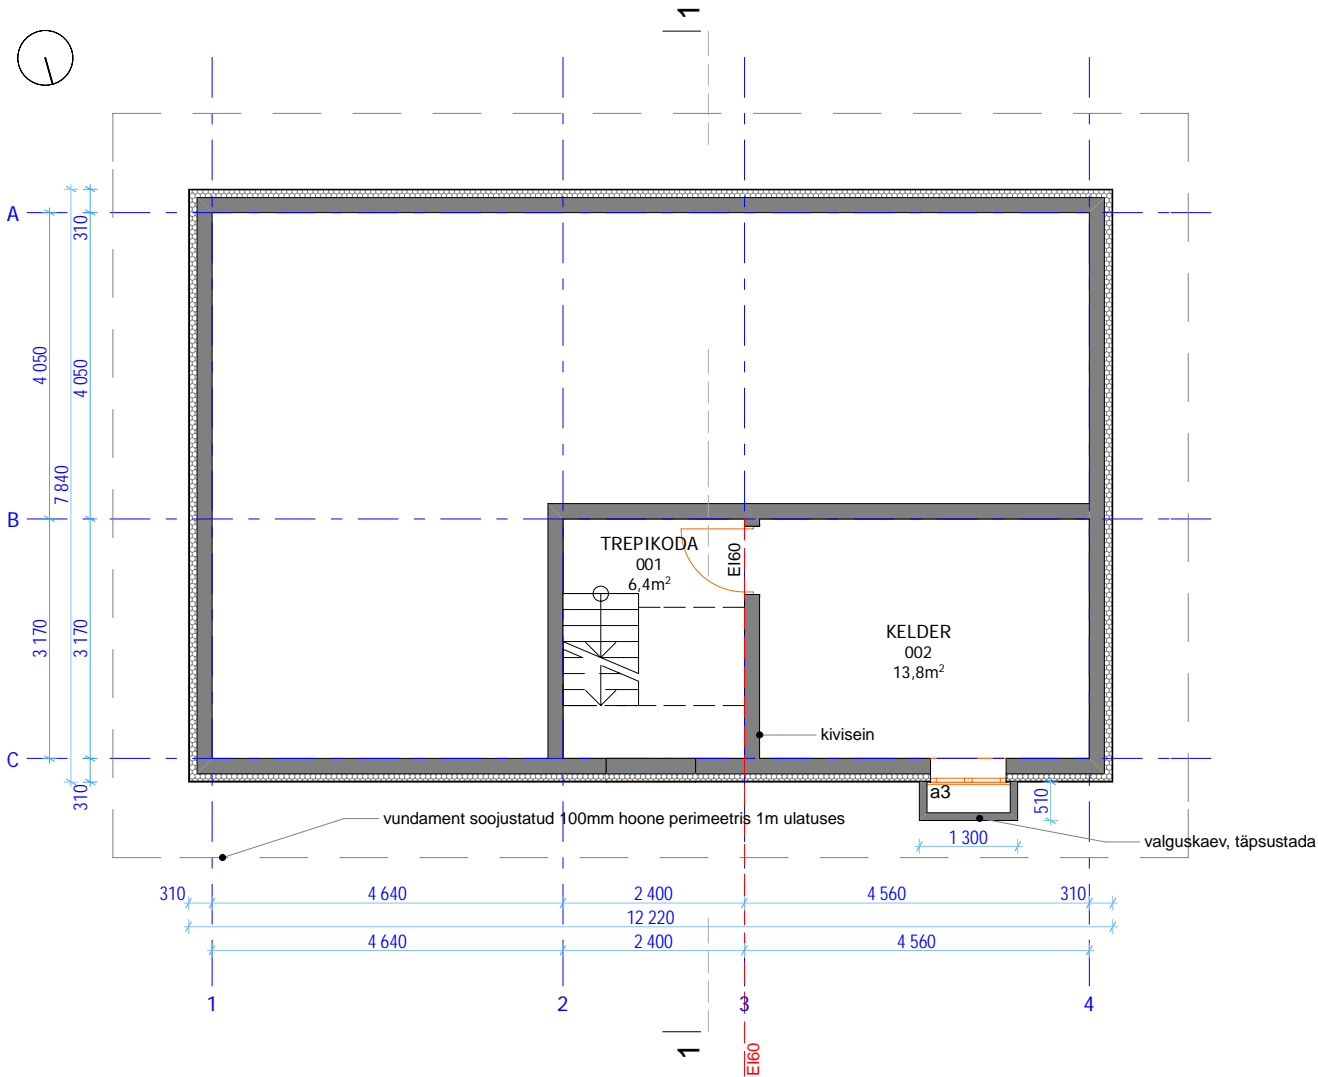 1
A
310
4 050
4 050
7 840
B
TREPIKODA
001
6,4m²
EI60
KELDER
002
13,8m²
3 170
3 170
kivisein
C
310
a3
510
vundament soojustatud 100mm hoone perimeetris 1m ulatuses
1 300
valguskaev, täpsustada
310
4 640
2 400
4 560
310
12 220
4 640
2 400
4 560
1
2
3
4
1
EI60